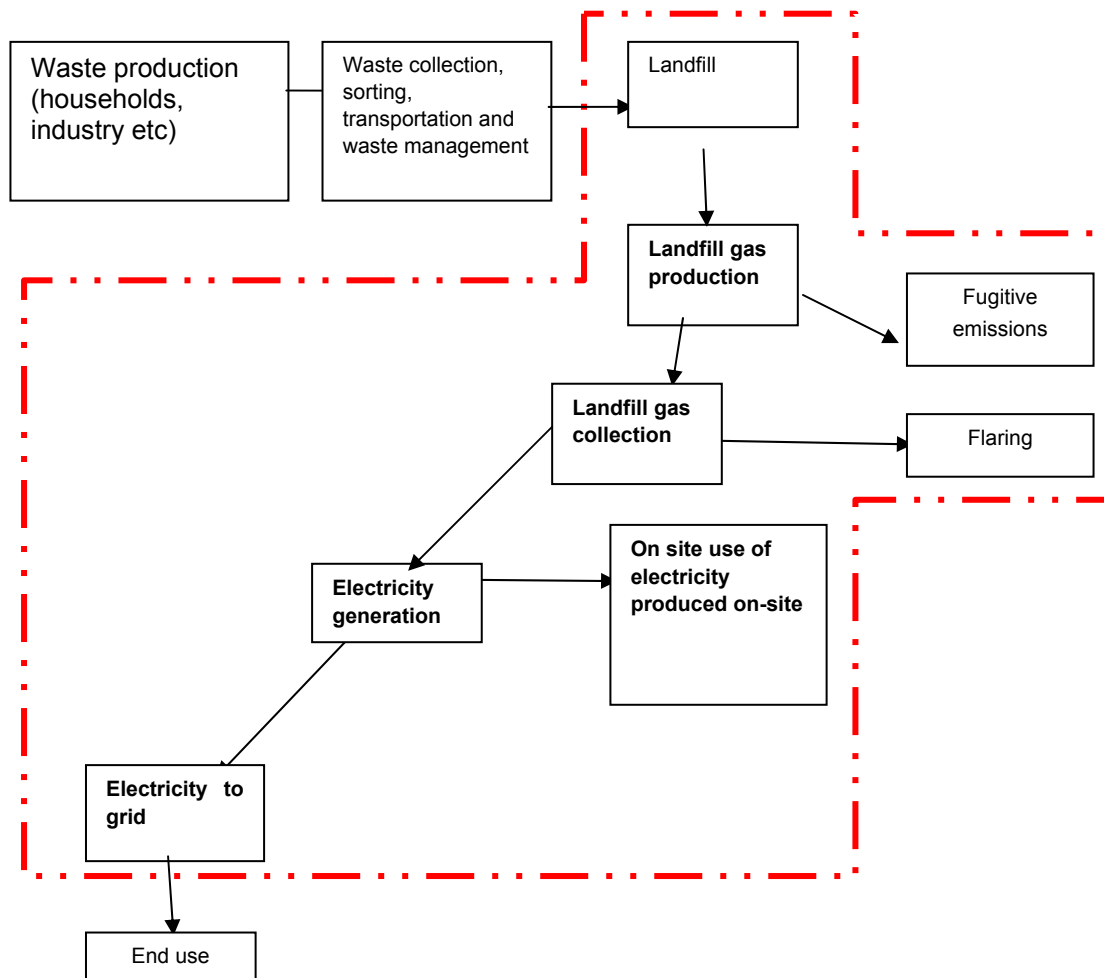 Waste production
(households,
industry etc)
Waste collection,
sorting,
transportation and
waste management
Landfill
Landfill gas
production
Fugitive
emissions
Landfill gas
collection
Flaring
On site use of
electricity
produced on-site
Electricity
generation
Electricity to
grid
End use